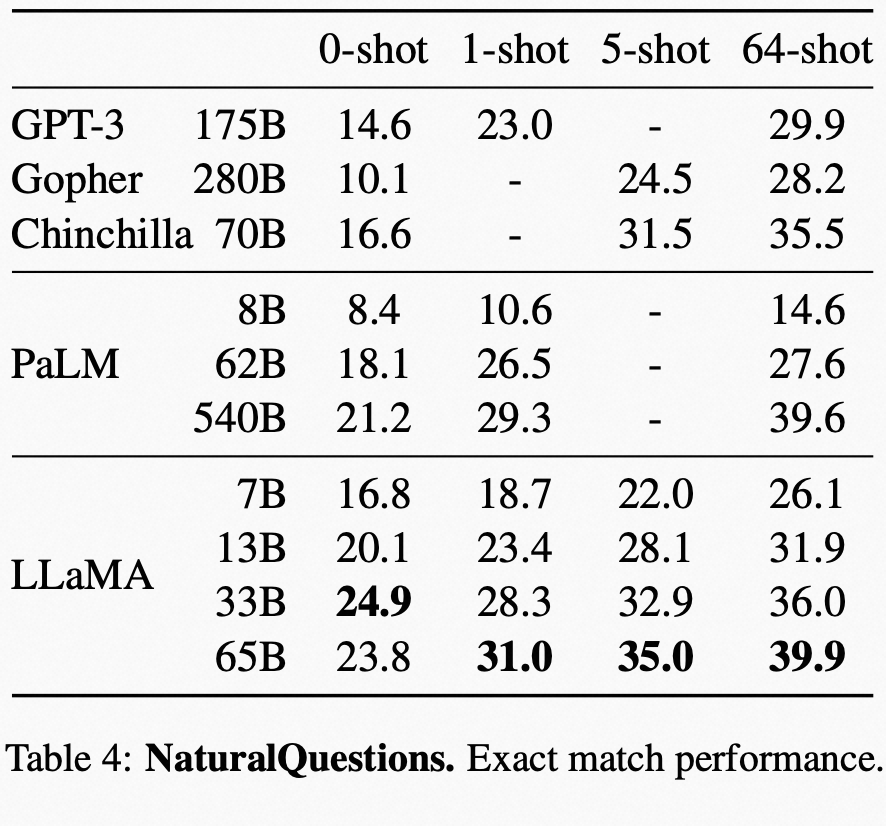 0-shot 1-shot 5-shot 64-shot
GPT-3 175B 14.6 23.0 - 29.9
Gopher 280B 10.1 - 24.5 28.2
Chinchilla 70B 16.6 - 31.5 35.5
8B 8.4 10.6 - 14.6
PaLM 62B 18.1 26.5 - 27.6
540B 21.2 29.3 - 39.6
7B 16.8 18.7 22.0 26.1
13B 20.1 23.4 28.1 31.9
LLaMA
33B 24.9 28.3 32.9 36.0
65B 23.8 31.0 35.0 39.9
Table 4: NaturalQuestions. Exact match performance.